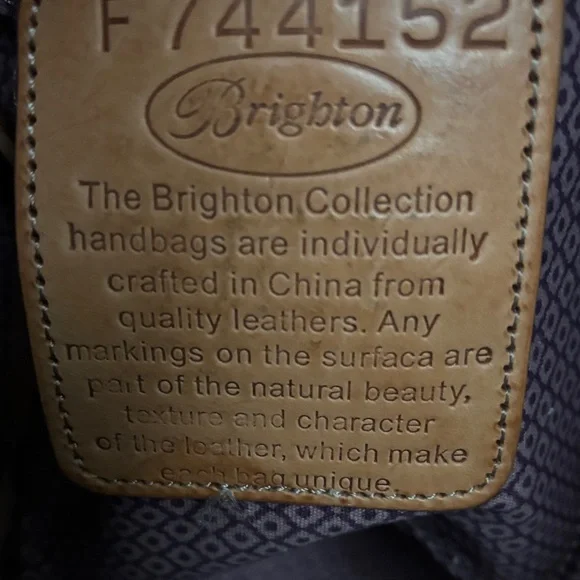 F 744152
Brighton
The Brighton Collection
handbags are individually
crafted in China from
quality leathers. Any
markings on the surfaca are
part of the natural beauty,
texture and character
of the leather, which make
each bag unique.